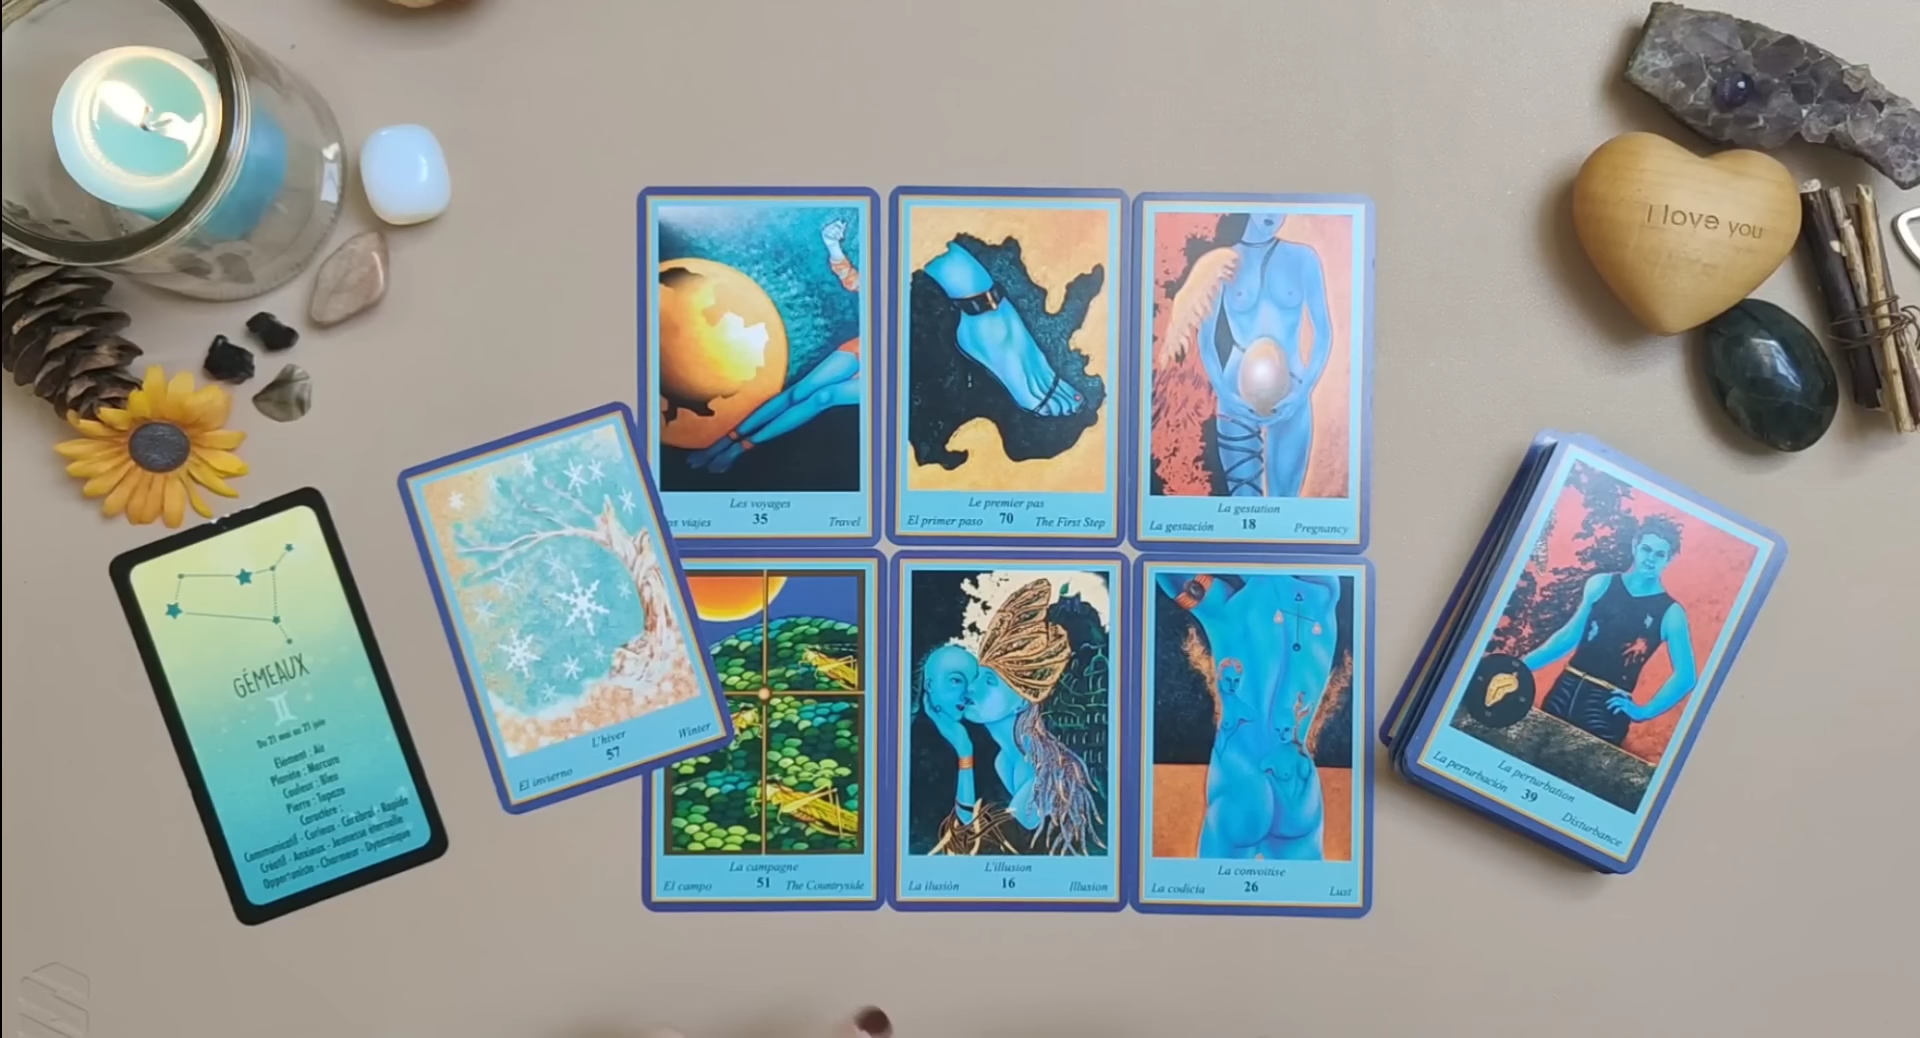 I love you
Les voyages
35
Travel
Le premier pas
El primer paso 70 The First Step
La gestation
La gestación 18 Pregnancy
L'hiver
El invierno 57 Winter
La campagne
El campo 51 The Countryside
L'illusion
La ilusión 16 Illusion
La convoitise
La codicia 26 Lust
La perturbation
La perturbación 39 Disturbance
GÉMEAUX
Du 21 mai au 21 juin
Elément : Air
Planète : Mercure
Couleur : Bleu
Pierre : Topaze
Caractère :
Communicatif - Curieux - Cérébral - Rapide
Créatif - Anxieux - Jeunesse éternelle
Opportuniste - Charmeur - Dynamique